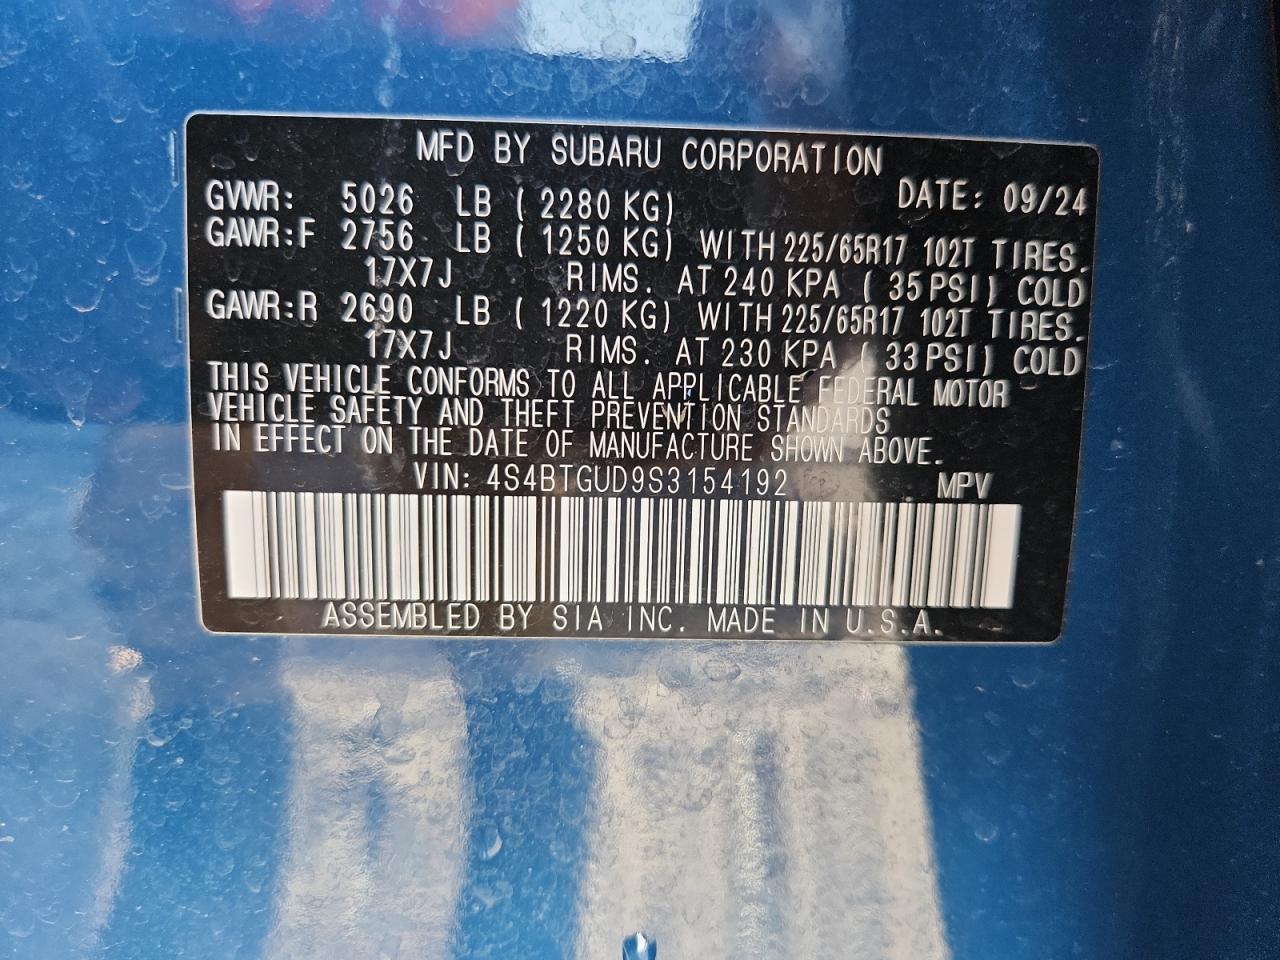 MFD BY SUBARU CORPORATION
GVWR: 5026 LB ( 2280 KG) DATE: 09/24
GAWR:F 2756 LB ( 1250 KG) WITH 225/65R17 102T TIRES.
17X7J RIMS. AT 240 KPA ( 35 PSI) COLD
GAWR:R 2690 LB ( 1220 KG) WITH 225/65R17 102T TIRES.
17X7J RIMS. AT 230 KPA ( 33 PSI) COLD
THIS VEHICLE CONFORMS TO ALL APPLICABLE FEDERAL MOTOR
VEHICLE SAFETY AND THEFT PREVENTION STANDARDS
IN EFFECT ON THE DATE OF MANUFACTURE SHOWN ABOVE.
VIN: 4S4BTGUD9S3154192 MPV
ASSEMBLED BY SIA INC. MADE IN U.S.A.